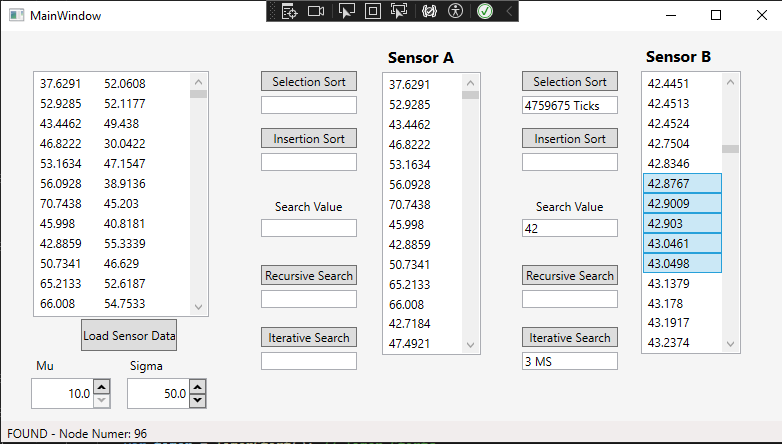 MainWindow
Sensor A
Sensor B
37.6291 52.0608
52.9285 52.1177
43.4462 49.438
46.8222 30.0422
53.1634 47.1547
56.0928 38.9136
70.7438 45.203
45.998 40.8181
42.8859 55.3339
50.7341 46.629
65.2133 52.6187
66.008 54.7533
Load Sensor Data
Mu
Sigma
10.0
50.0
Selection Sort
Insertion Sort
Search Value
Recursive Search
Iterative Search
37.6291
52.9285
43.4462
46.8222
53.1634
56.0928
70.7438
45.998
42.8859
50.7341
65.2133
66.008
42.7184
47.4921
Selection Sort
4759675 Ticks
Insertion Sort
Search Value
42
Recursive Search
Iterative Search
3 MS
42.4451
42.4513
42.4524
42.7504
42.8346
42.8767
42.9009
42.903
43.0461
43.0498
43.1379
43.178
43.1917
43.2374
FOUND - Node Numer: 96